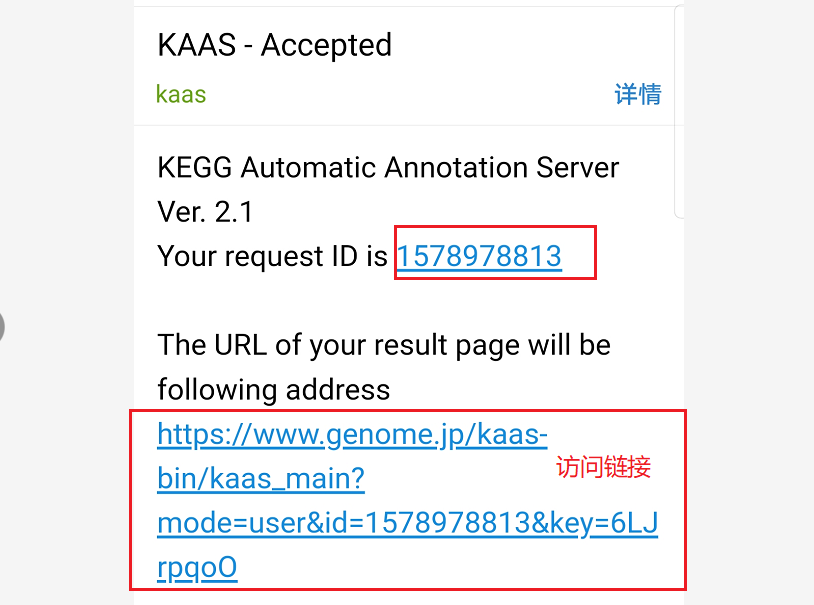 KAAS - Accepted
kaas 详情
KEGG Automatic Annotation Server
Ver. 2.1
Your request ID is 1578978813
The URL of your result page will be
following address
https://www.genome.jp/kaas-
bin/kaas_main?
访问链接
mode=user&id=1578978813&key=6LJ
rpqoO